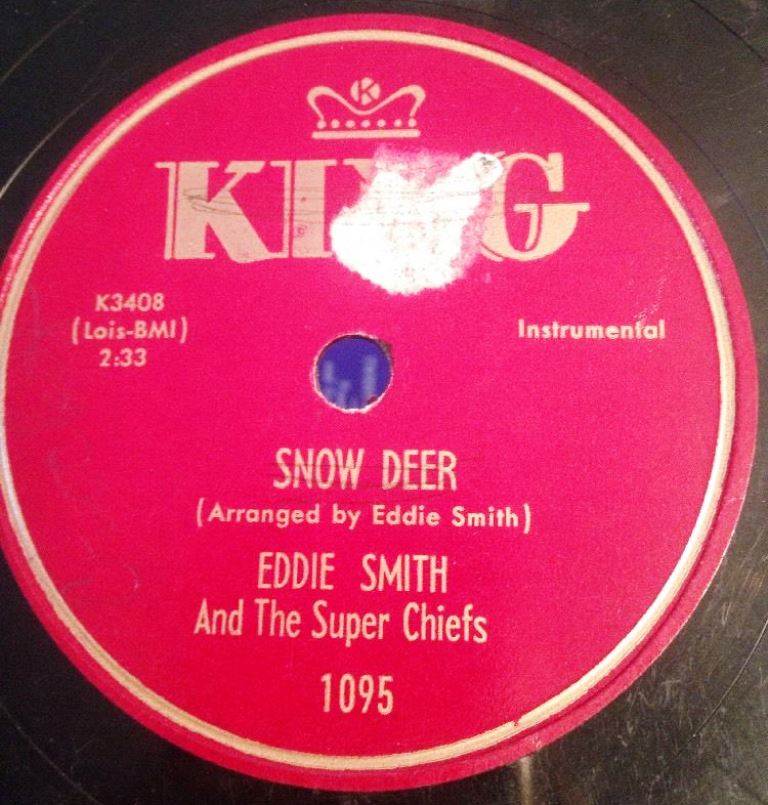 K
KING
K3408
(Lois-BMI)
2:33
Instrumental
SNOW DEER
(Arranged by Eddie Smith)
EDDIE SMITH
And The Super Chiefs
1095